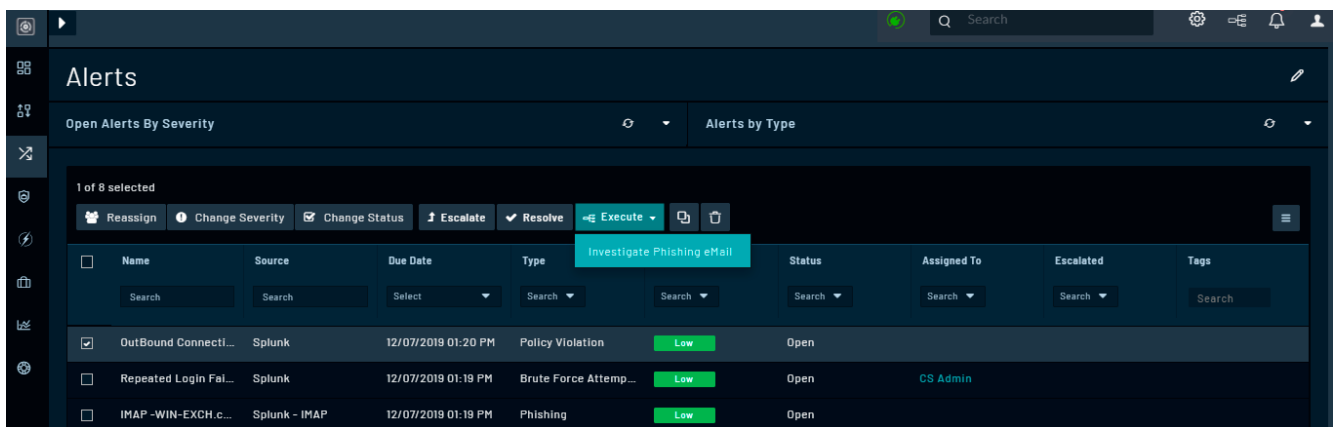 Search
Alerts
Open Alerts By Severity
Alerts by Type
1 of 8 selected
Reassign Change Severity Change Status Escalate Resolve Execute
Investigate Phishing eMail
Name Source Due Date Type Status Assigned To Escalated Tags
Search Search Select Search Search Search Search Search Search
OutBound Connecti... Splunk 12/07/2019 01:20 PM Policy Violation Low Open
Repeated Login Fai... Splunk 12/07/2019 01:19 PM Brute Force Attemp... Low Open CS Admin
IMAP -WIN-EXCH.c... Splunk - IMAP 12/07/2019 01:19 PM Phishing Low Open